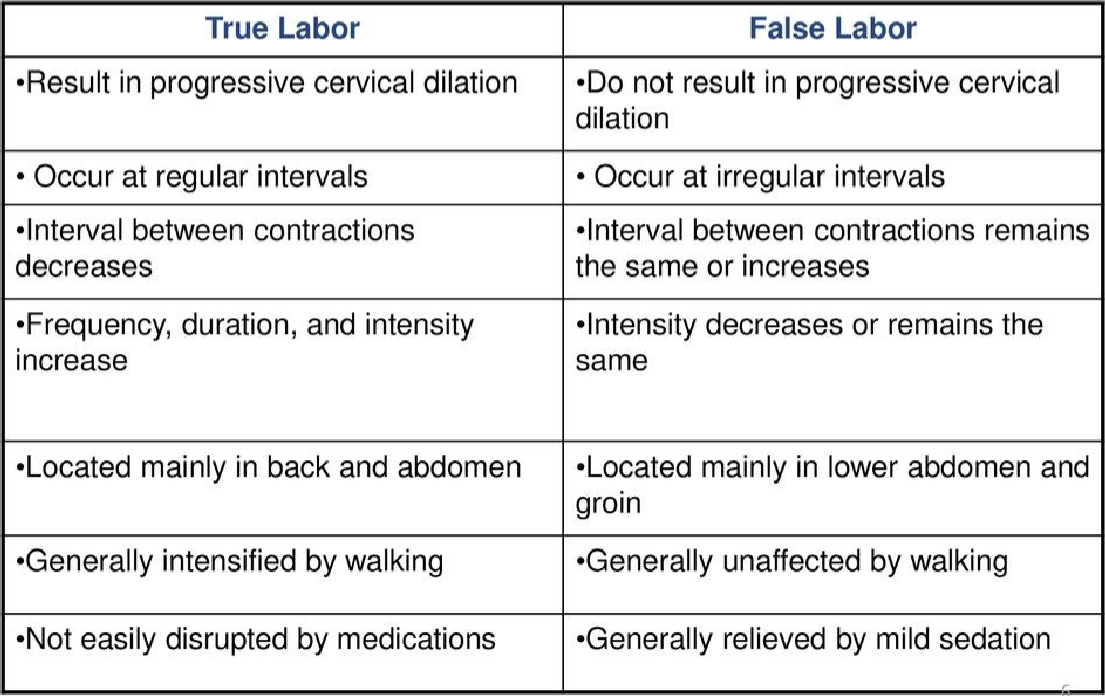 True Labor
False Labor
•Result in progressive cervical dilation
•Do not result in progressive cervical
dilation
• Occur at regular intervals
• Occur at irregular intervals
•Interval between contractions
decreases
•Interval between contractions remains
the same or increases
•Frequency, duration, and intensity
increase
•Intensity decreases or remains the
same
•Located mainly in back and abdomen
•Located mainly in lower abdomen and
groin
•Generally intensified by walking
•Generally unaffected by walking
•Not easily disrupted by medications
•Generally relieved by mild sedation